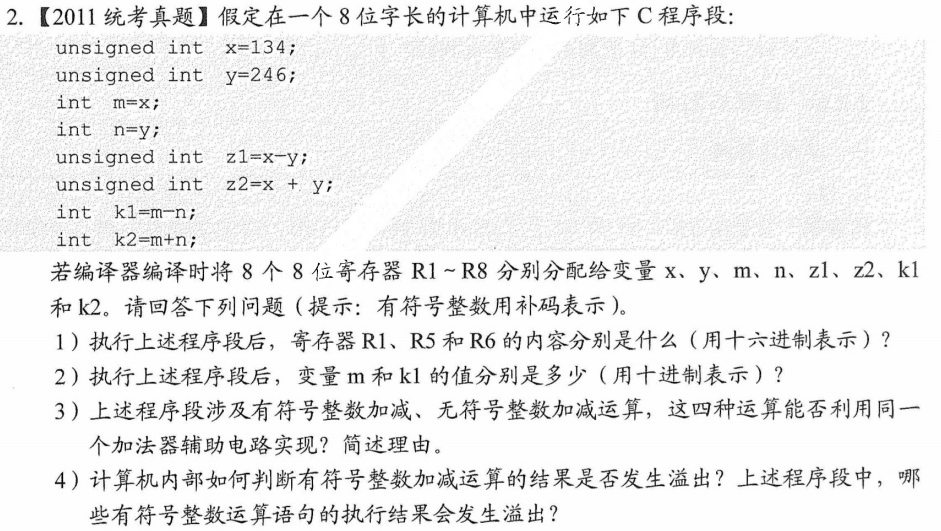 2.【2011 统考真题】假定在一个 8 位字长的计算机中运行如下 C 程序段：
unsigned int x=134;
unsigned int y=246;
int m=x;
int n=y;
unsigned int z1=x-y;
unsigned int z2=x + y;
int k1=m-n;
int k2=m+n;
若编译器编译时将 8 个 8 位寄存器 R1～R8 分别分配给变量 x、y、m、n、z1、z2、k1
和 k2。请回答下列问题（提示：有符号整数用补码表示）。
1）执行上述程序段后，寄存器 R1、R5 和 R6 的内容分别是什么（用十六进制表示）？
2）执行上述程序段后，变量 m 和 k1 的值分别是多少（用十进制表示）？
3）上述程序段涉及有符号整数加减、无符号整数加减运算，这四种运算能否利用同一
个加法器辅助电路实现？简述理由。
4）计算机内部如何判断有符号整数加减运算的结果是否发生溢出？上述程序段中，哪
些有符号整数运算语句的执行结果会发生溢出？